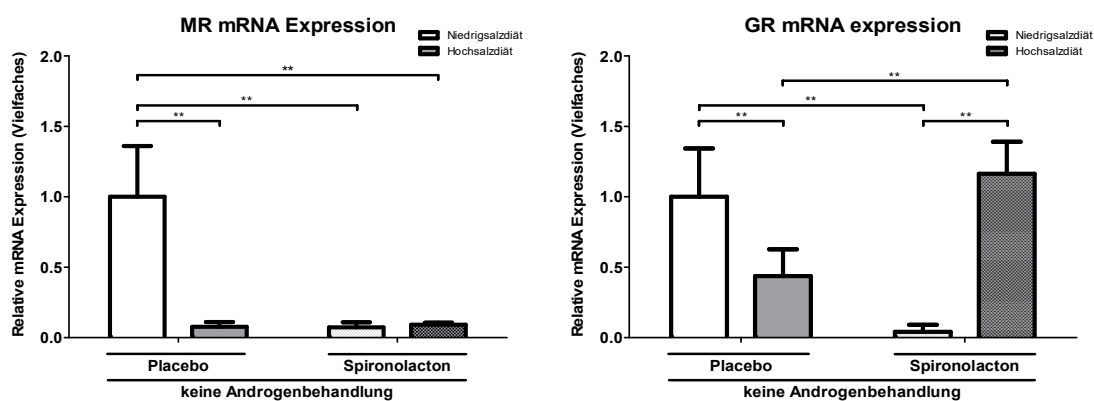 MR mRNA Expression
Niedrigsalzdiät
Hochsalzdiät
Relative mRNA Expression (Vielfaches)
2.0
1.5
1.0
0.5
0.0
**
**
**
Placebo
Spironolacton
keine Androgenbehandlung
GR mRNA expression
Niedrigsalzdiät
Hochsalzdiät
Relative mRNA Expression (Vielfaches)
2.0
1.5
1.0
0.5
0.0
**
**
**
**
Placebo
Spironolacton
keine Androgenbehandlung